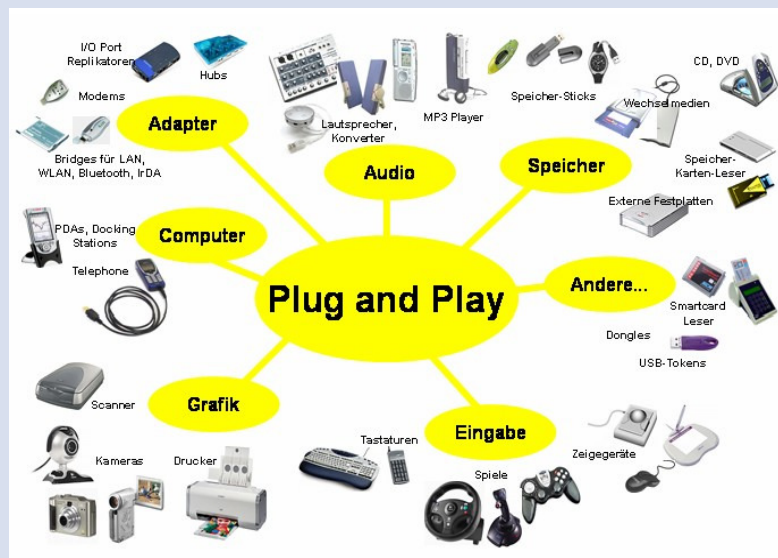 I/O Port
Replikatoren
Hubs
Modems
Adapter
Bridges für LAN,
WLAN, Bluetooth, IrDA
Lautsprecher,
Konverter
MP3 Player
Audio
Speicher-Sticks
CD, DVD
Wechselmedien
Speicher
Speicher-
Karten-Leser
Externe Festplatten
PDAs, Docking
Stations
Computer
Telephone
Plug and Play
Andere...
Smartcard
Leser
Dongles
USB-Tokens
Scanner
Grafik
Kameras
Drucker
Tastaturen
Eingabe
Spiele
Zeigegeräte